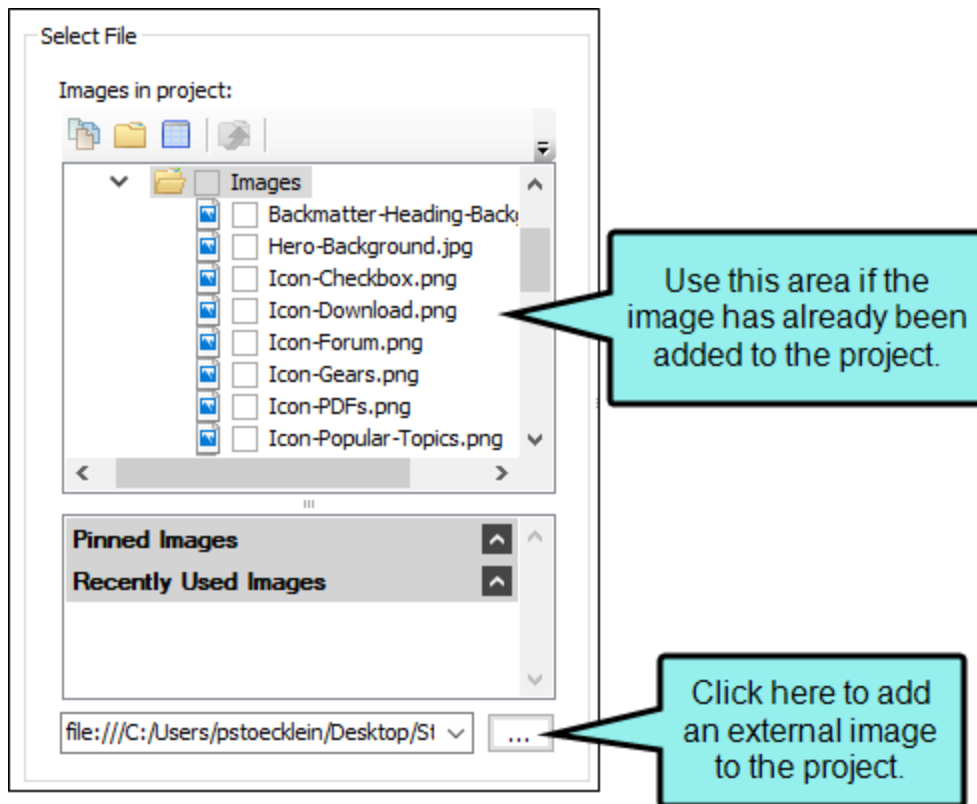 Select File
Images in project:
Images
Backmatter-Heading-Back
Hero-Background.jpg
Icon-Checkbox.png
Icon-Download.png
Icon-Forum.png
Icon-Gears.png
Icon-PDFs.png
Icon-Popular-Topics.png
Use this area if the
image has already been
added to the project.
Pinned Images
Recently Used Images
file:///C:/Users/pstoecklein/Desktop/St
...
Click here to add
an external image
to the project.